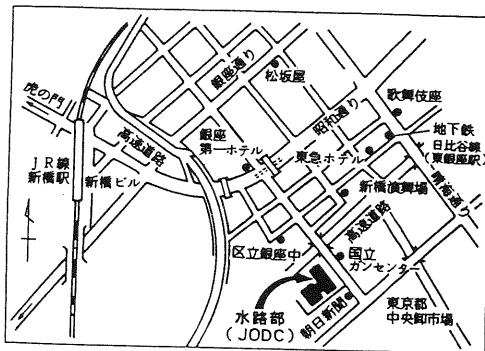 銀座通り
松坂屋
歌舞伎座
昭和通り
虎の門
地下鉄
日比谷線
(東銀座駅)
高速道路
銀座
第一ホテル
東急ホテル
晴海通り
JR線
新橋駅
新橋ビル
新橋演舞場
高速道路
区立銀座中
国立
ガンセンター
水路部
(JODC)
朝日新聞
東京都
中央卸市場